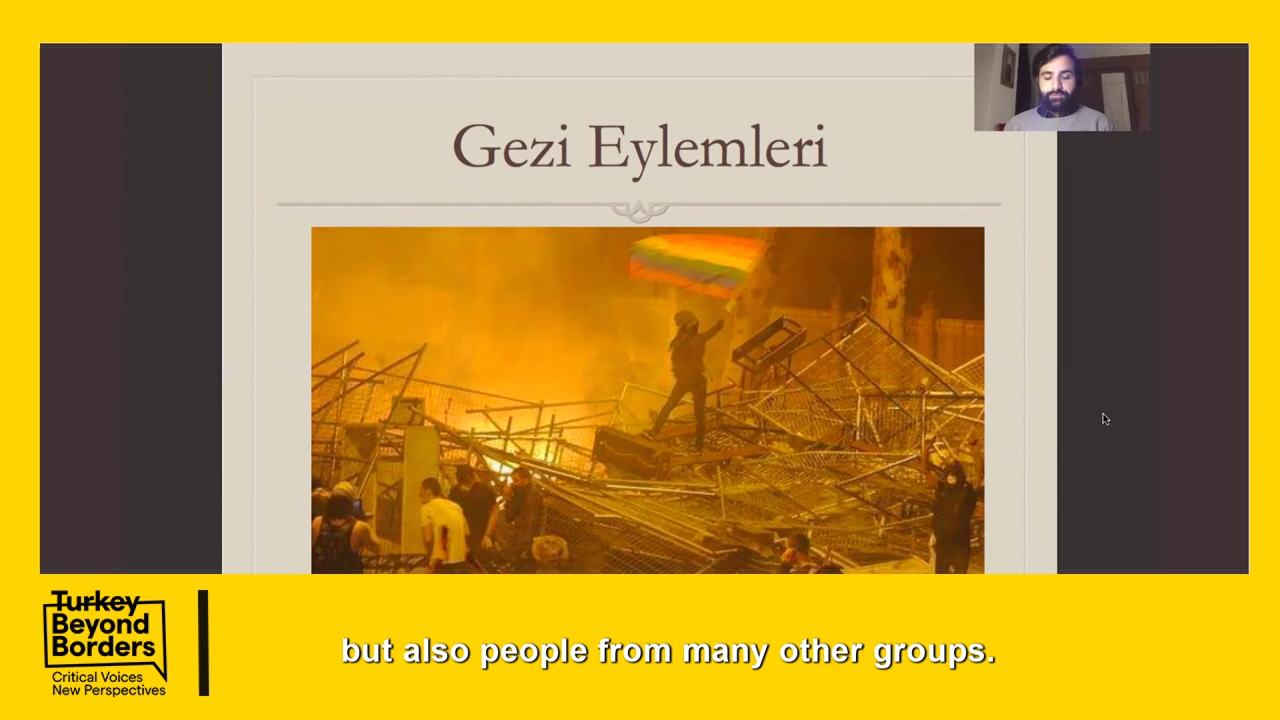 Gezi Eylemleri
Turkey
Beyond
Borders
Critical Voices
New Perspectives
but also people from many other groups.